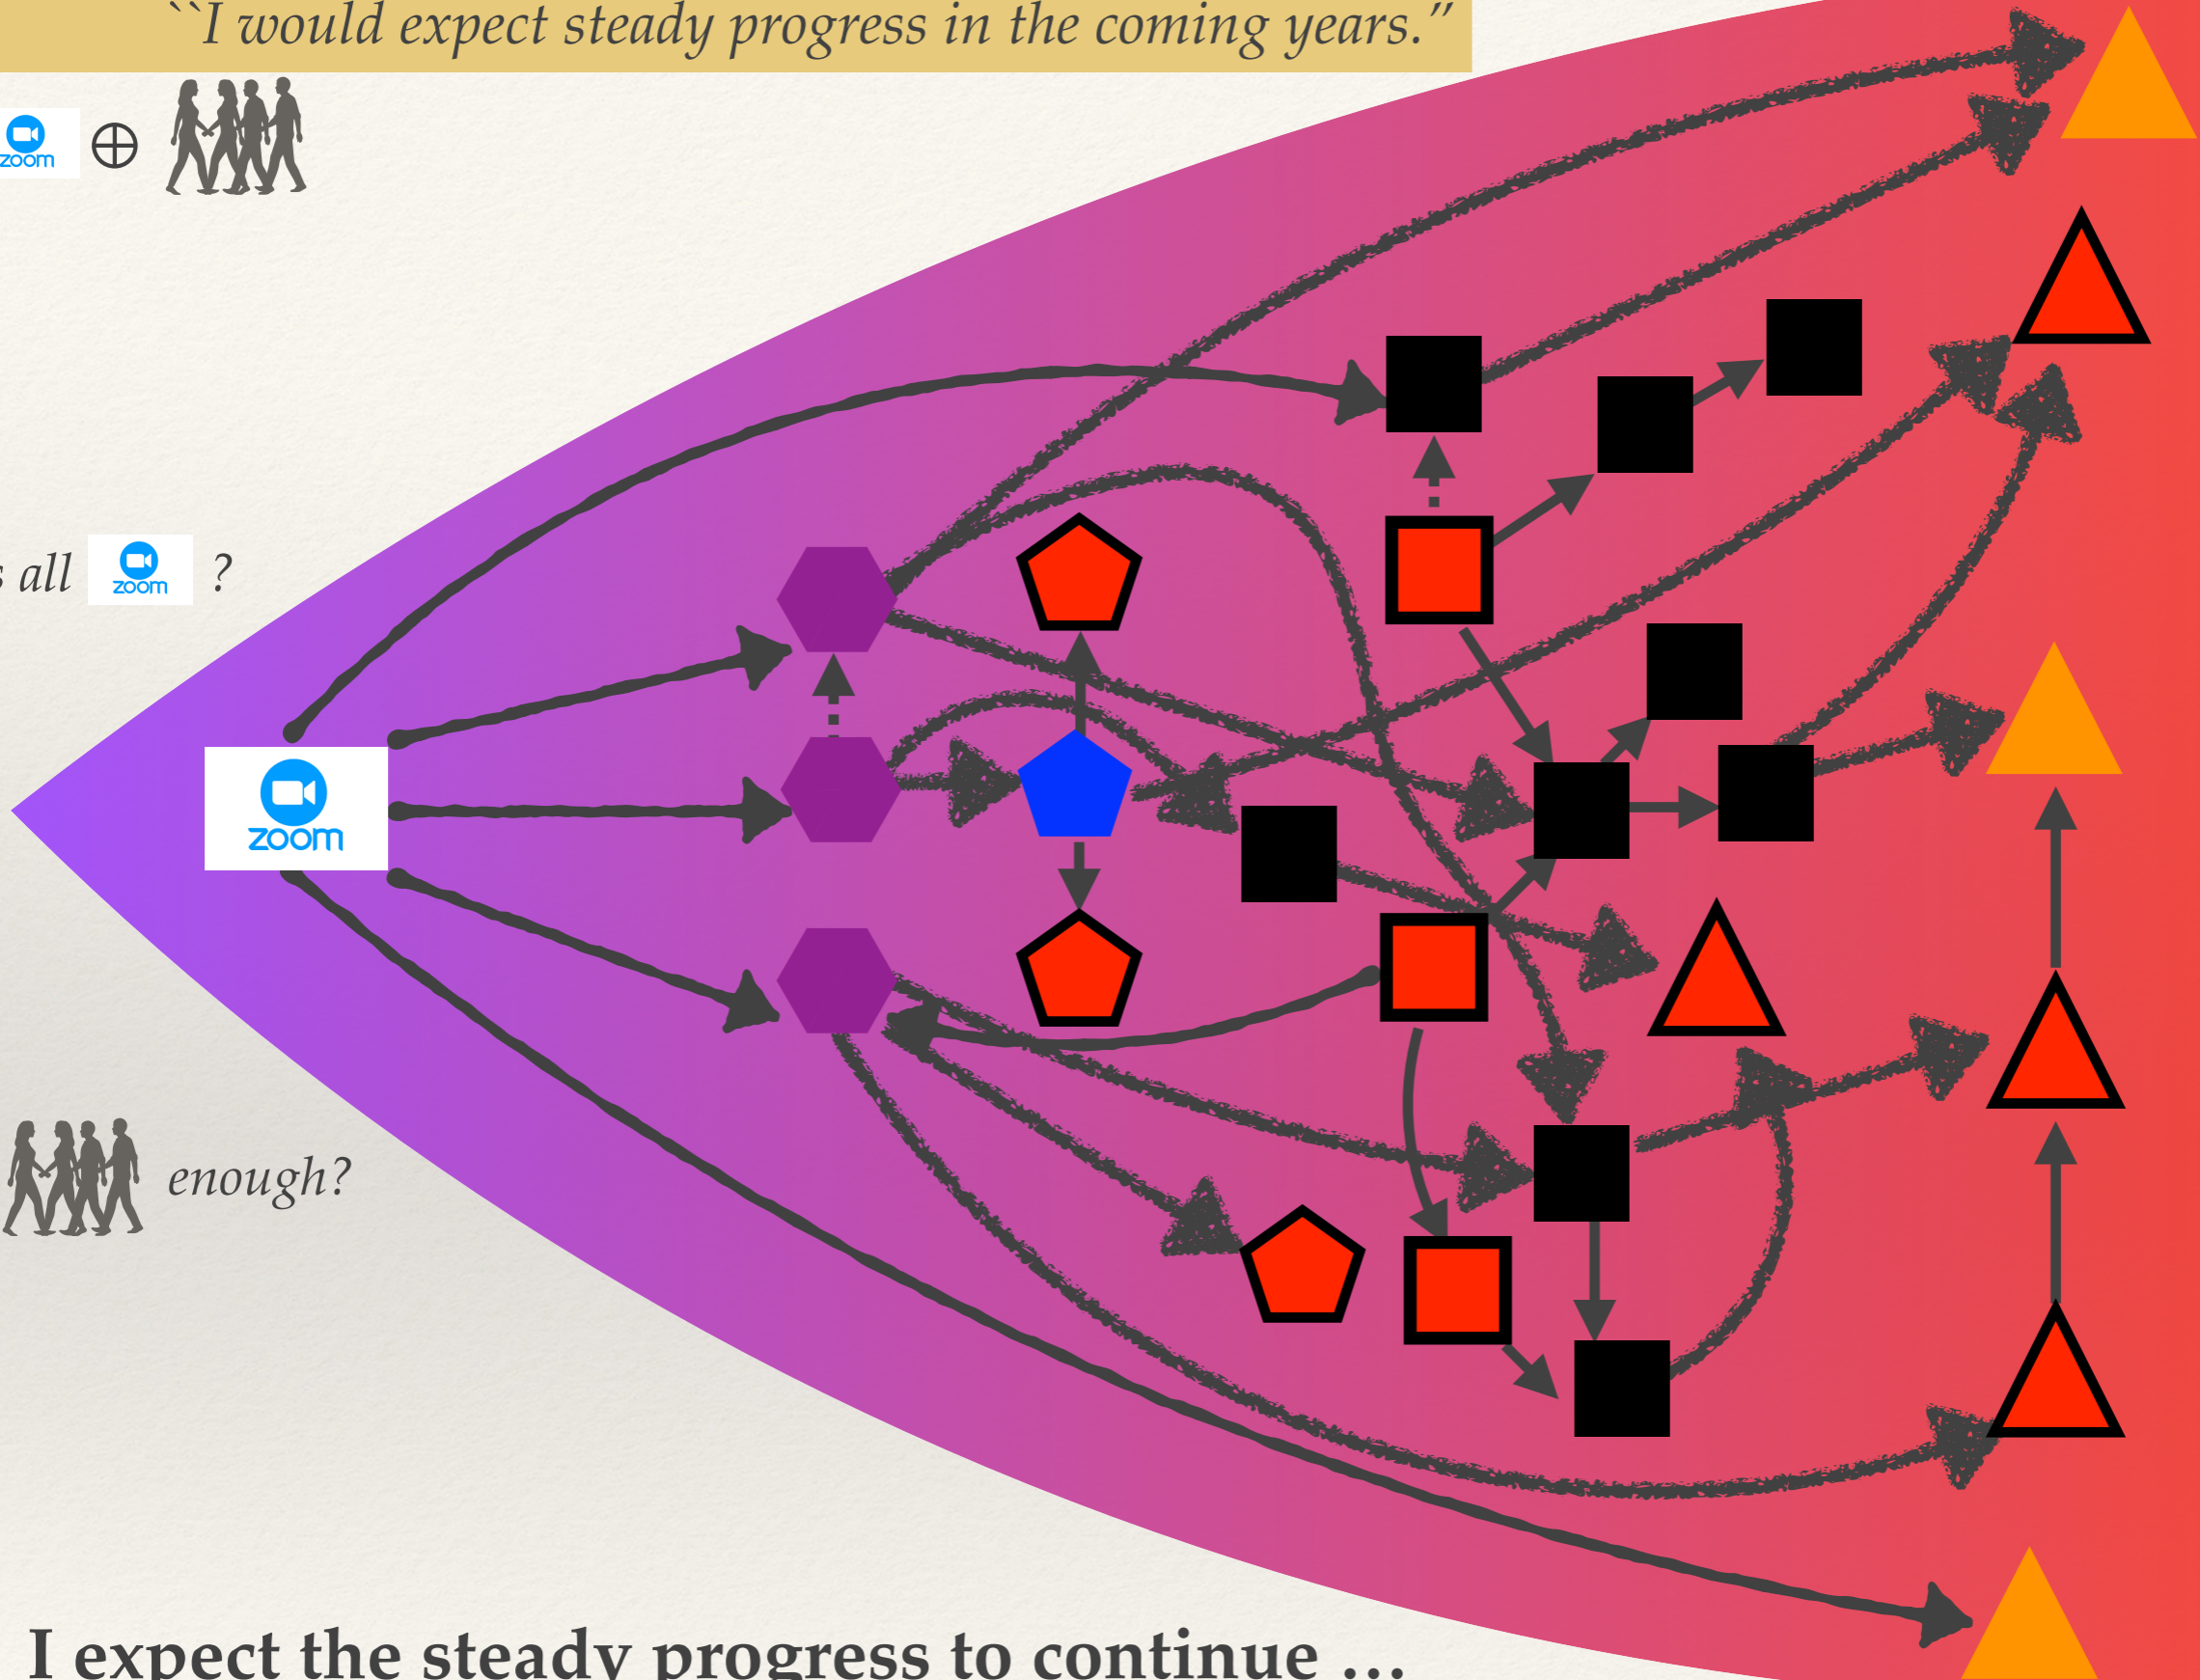 ``I would expect steady progress in the coming years.”
zoom
all zoom ?
zoom
enough?
I expect the steady progress to continue …